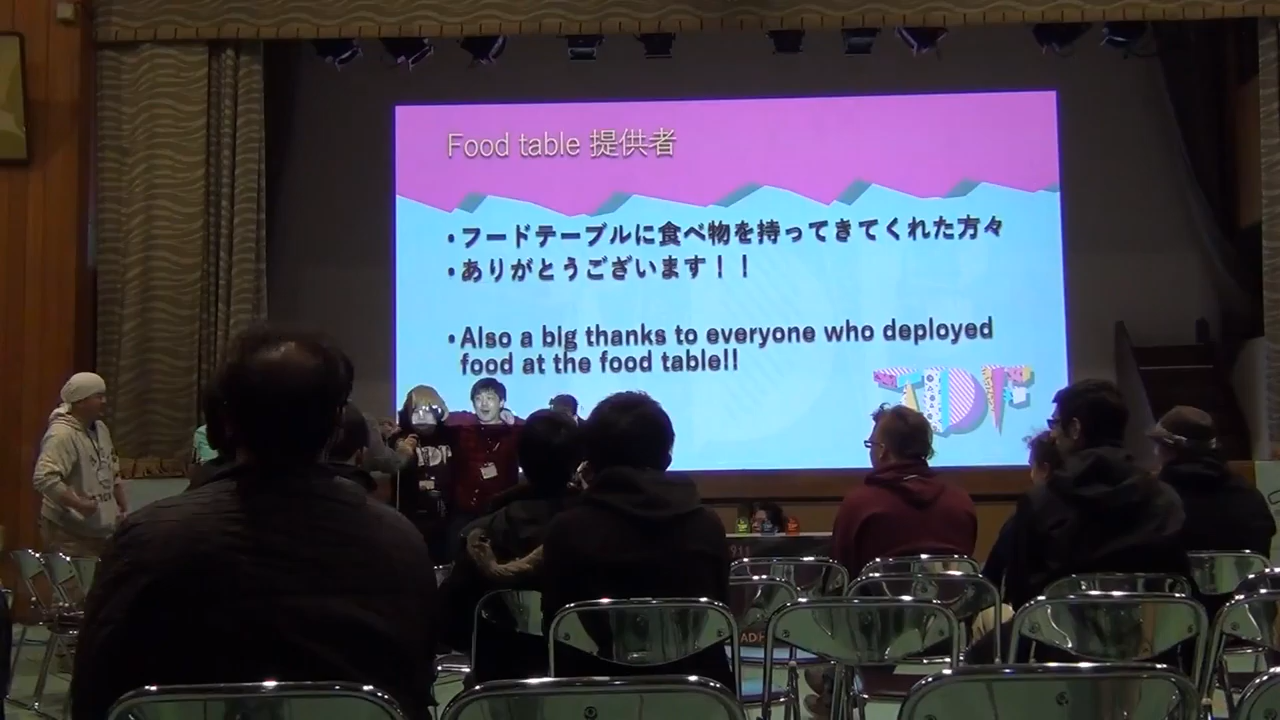 Food table 提供者
•フードテーブルに食べ物を持ってきてくれた方々
•ありがとうございます！！
•Also a big thanks to everyone who deployed
food at the food table!!
TDF
911